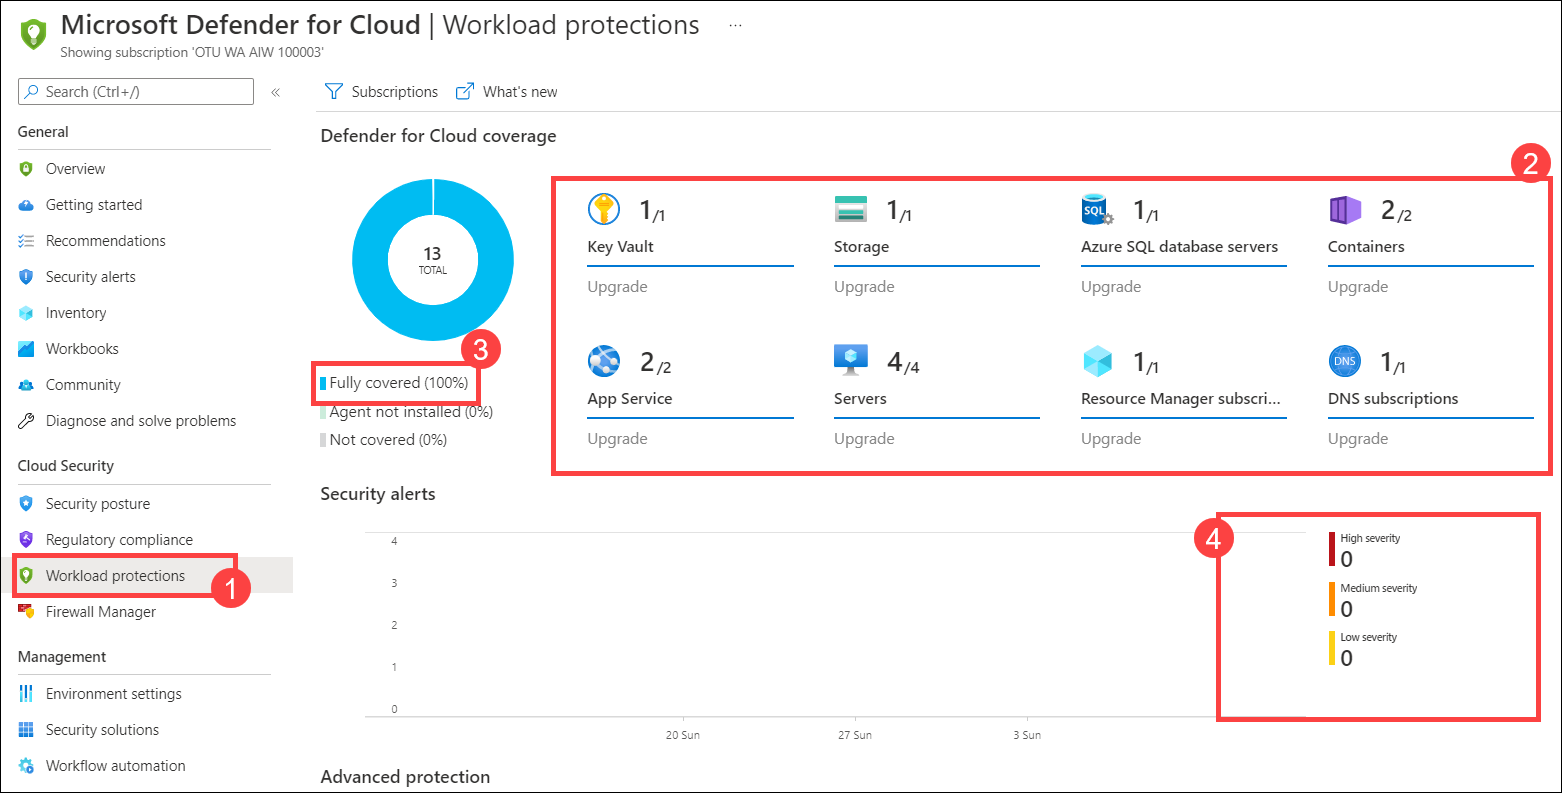 Microsoft Defender for Cloud | Workload protections ...
Showing subscription 'OTU WA AIW 100003'
Search (Ctrl+/)
«
Subscriptions
What's new
General
Overview
Getting started
Recommendations
Security alerts
Inventory
Workbooks
Community
Diagnose and solve problems
Cloud Security
Security posture
Regulatory compliance
Workload protections
1
Firewall Manager
Management
Environment settings
Security solutions
Workflow automation
Defender for Cloud coverage
13
TOTAL
3
Fully covered (100%)
Agent not installed (0%)
Not covered (0%)
2
1/1
Key Vault
Upgrade
1/1
Storage
Upgrade
SQL
1/1
Azure SQL database servers
Upgrade
2/2
Containers
Upgrade
2/2
App Service
Upgrade
4/4
Servers
Upgrade
1/1
Resource Manager subscri...
Upgrade
DNS
1/1
DNS subscriptions
Upgrade
Security alerts
4
3
2
1
0
20 Sun
27 Sun
3 Sun
4
High severity
0
Medium severity
0
Low severity
0
Advanced protection